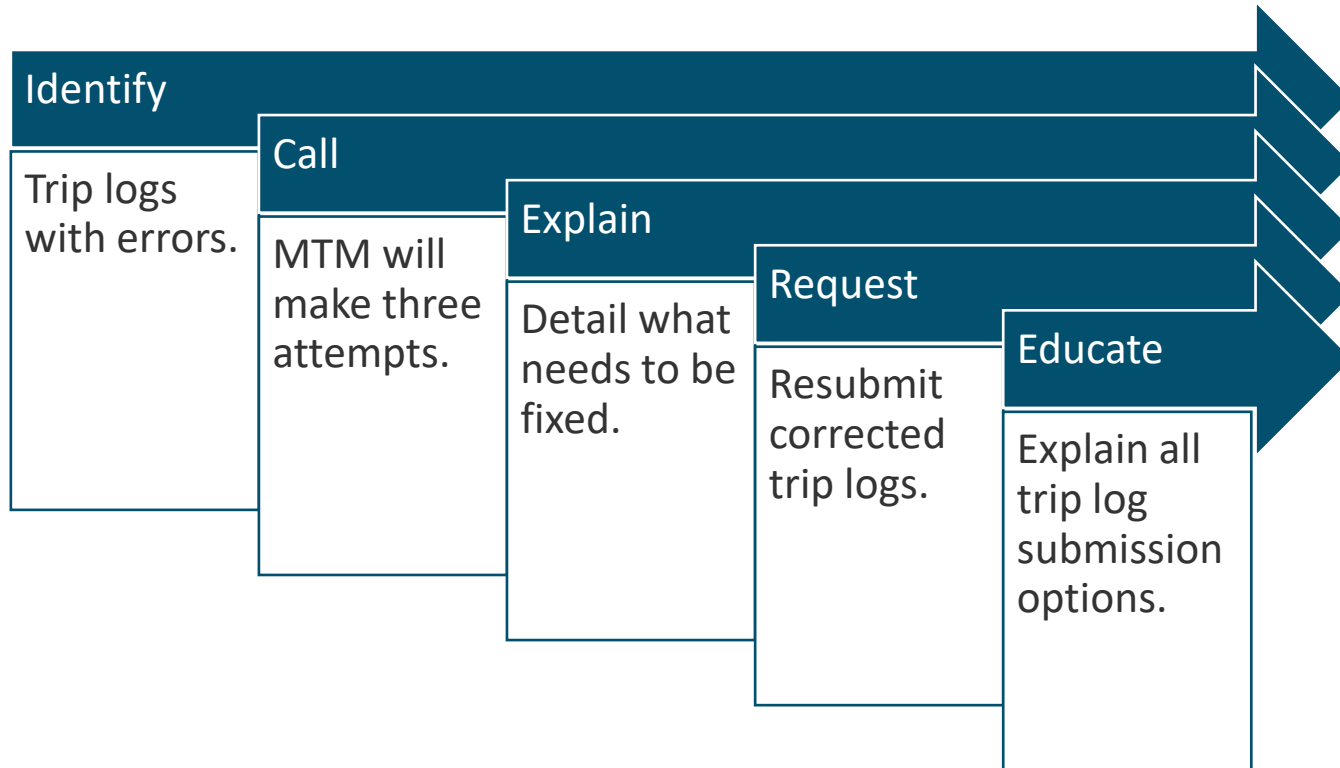 Identify
Trip logs
with errors.
Call
MTM will
make three
attempts.
Explain
Detail what
needs to be
fixed.
Request
Resubmit
corrected
trip logs.
Educate
Explain all
trip log
submission
options.